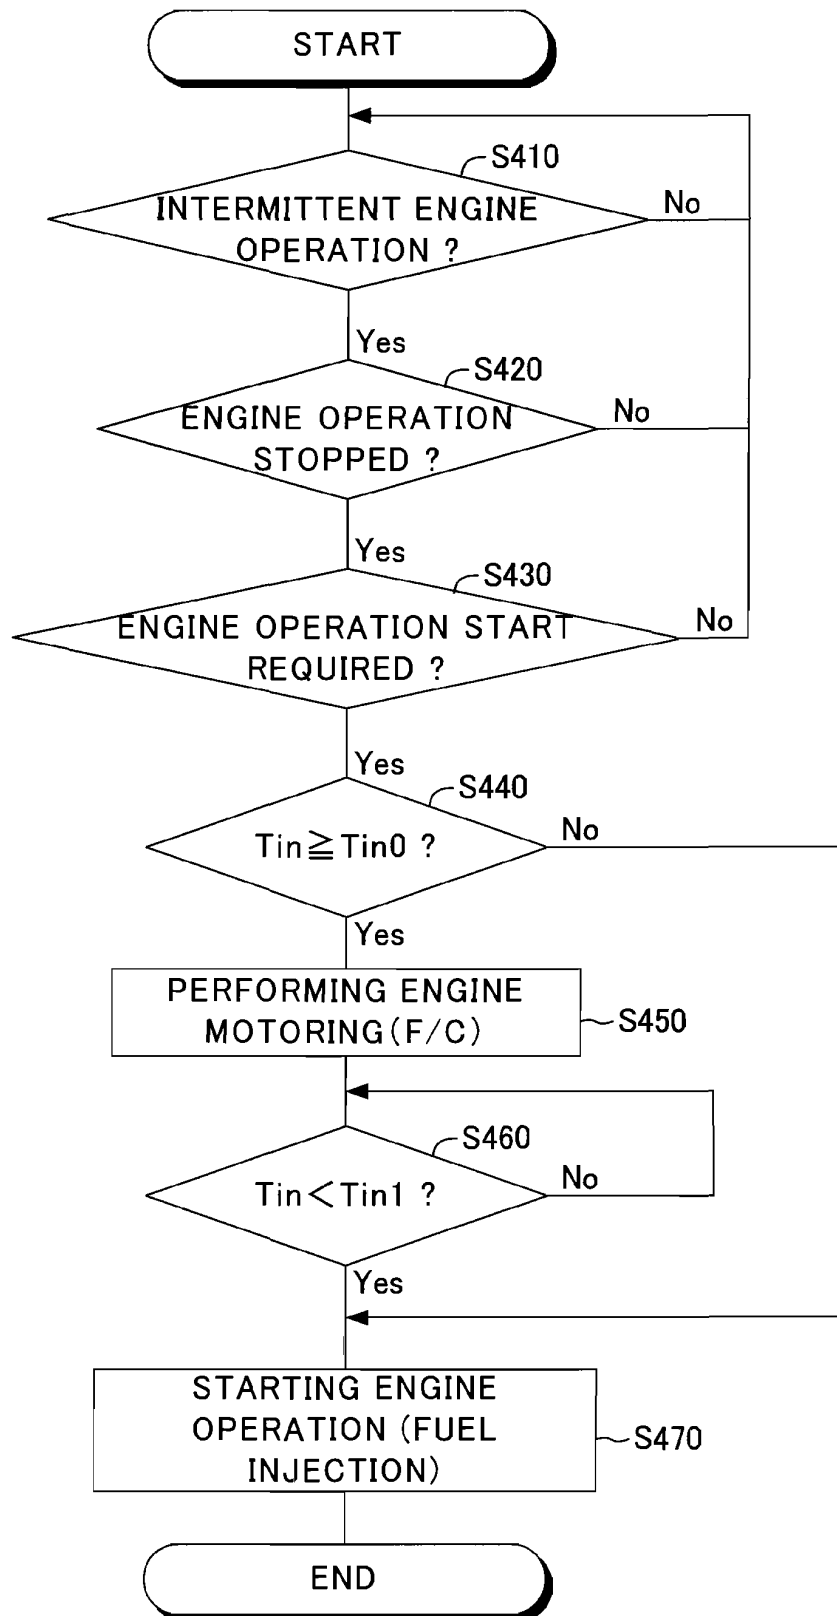 START
S410
INTERMITTENT ENGINE
OPERATION ?
No
Yes
S420
ENGINE OPERATION
STOPPED ?
No
Yes
S430
ENGINE OPERATION START
REQUIRED ?
No
Yes
S440
Tin≧Tin0 ?
No
Yes
PERFORMING ENGINE
MOTORING(F/C)
S450
S460
Tin<Tin1 ?
No
Yes
STARTING ENGINE
OPERATION (FUEL
INJECTION)
S470
END